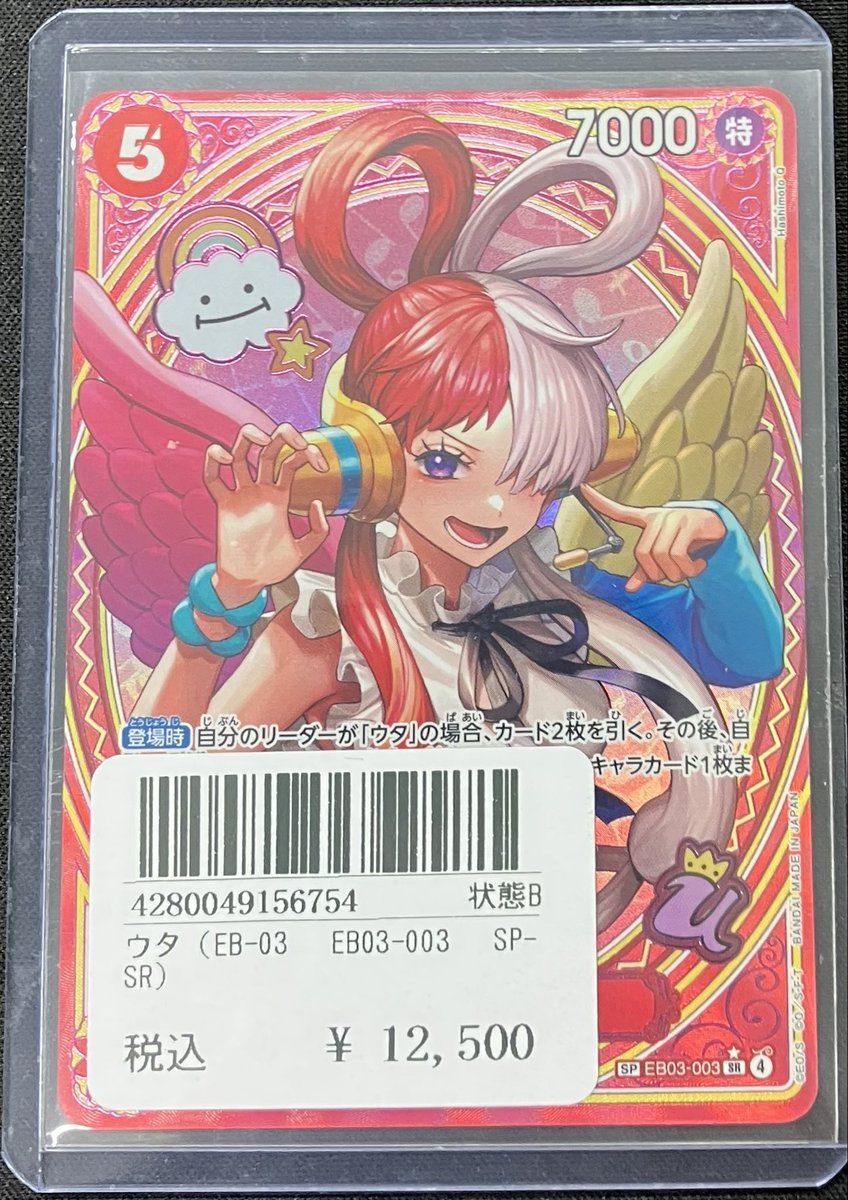 5
7000 特
Hashimoto Q
登場時 自分のリーダーが「ウタ」の場合、カード2枚を引く。その後、自
キャラカード1枚ま
4280049156754 状態B
ウタ（EB-03 EB03-003 SP-
SR）
税込 ¥ 12,500
u
SP EB03-003 SR 4
©EO/S ©O/S・F・T BANDAI MADE IN JAPAN